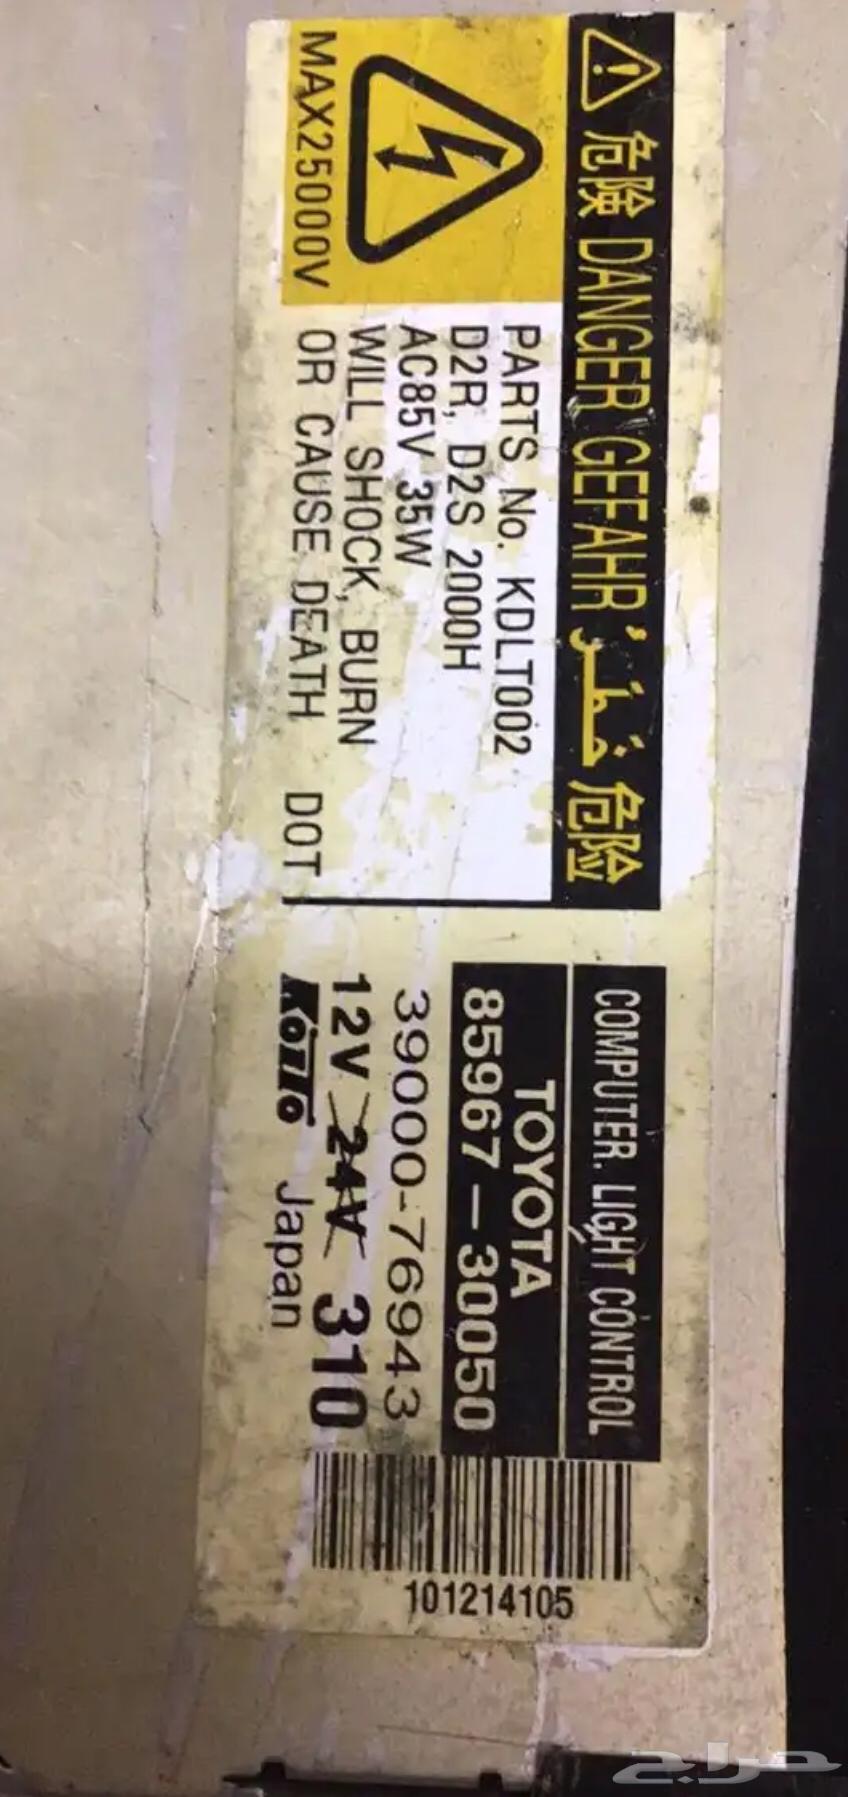 危険 DANGER GEFAHR خطر 危险
MAX25000V
PARTS No. KDLT002
D2R, D2S 2000H
AC85V 35W
WILL SHOCK, BURN
OR CAUSE DEATH DOT
COMPUTER. LIGHT CONTROL
TOYOTA
85967-30050
39000-76943
12V 24V 310
KOITO Japan
101214105
حراج